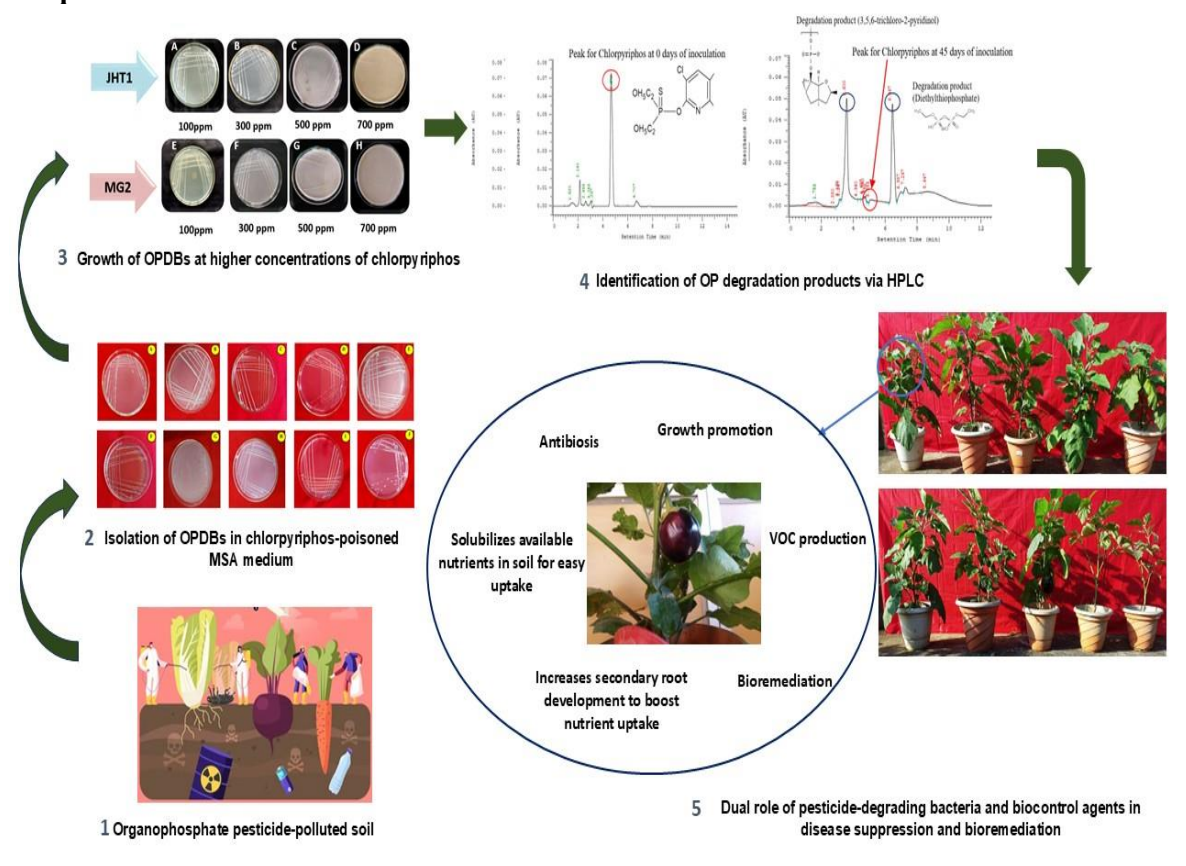 JHT1
A
B
C
D
100ppm
300 ppm
500 ppm
700 ppm
MG2
E
F
G
H
100ppm
300 ppm
500 ppm
700 ppm
3 Growth of OPDBs at higher concentrations of chlorpyriphos
Peak for Chlorpyriphos at 0 days of inoculation
Cl
S
OH₅C₂
P
O
N
OH₅C₂
Retention Time (min)
Degradation product (3,5,6-trichloro-2-pyridinol)
Peak for Chlorpyriphos at 45 days of inoculation
Degradation product
(Diethylthiophosphate)
Retention Time (min)
4 Identification of OP degradation products via HPLC
2 Isolation of OPDBs in chlorpyriphos-poisoned
MSA medium
Antibiosis
Growth promotion
Solubilizes available
nutrients in soil for easy
uptake
VOC production
Increases secondary root
development to boost
nutrient uptake
Bioremediation
1 Organophosphate pesticide-polluted soil
5 Dual role of pesticide-degrading bacteria and biocontrol agents in
disease suppression and bioremediation